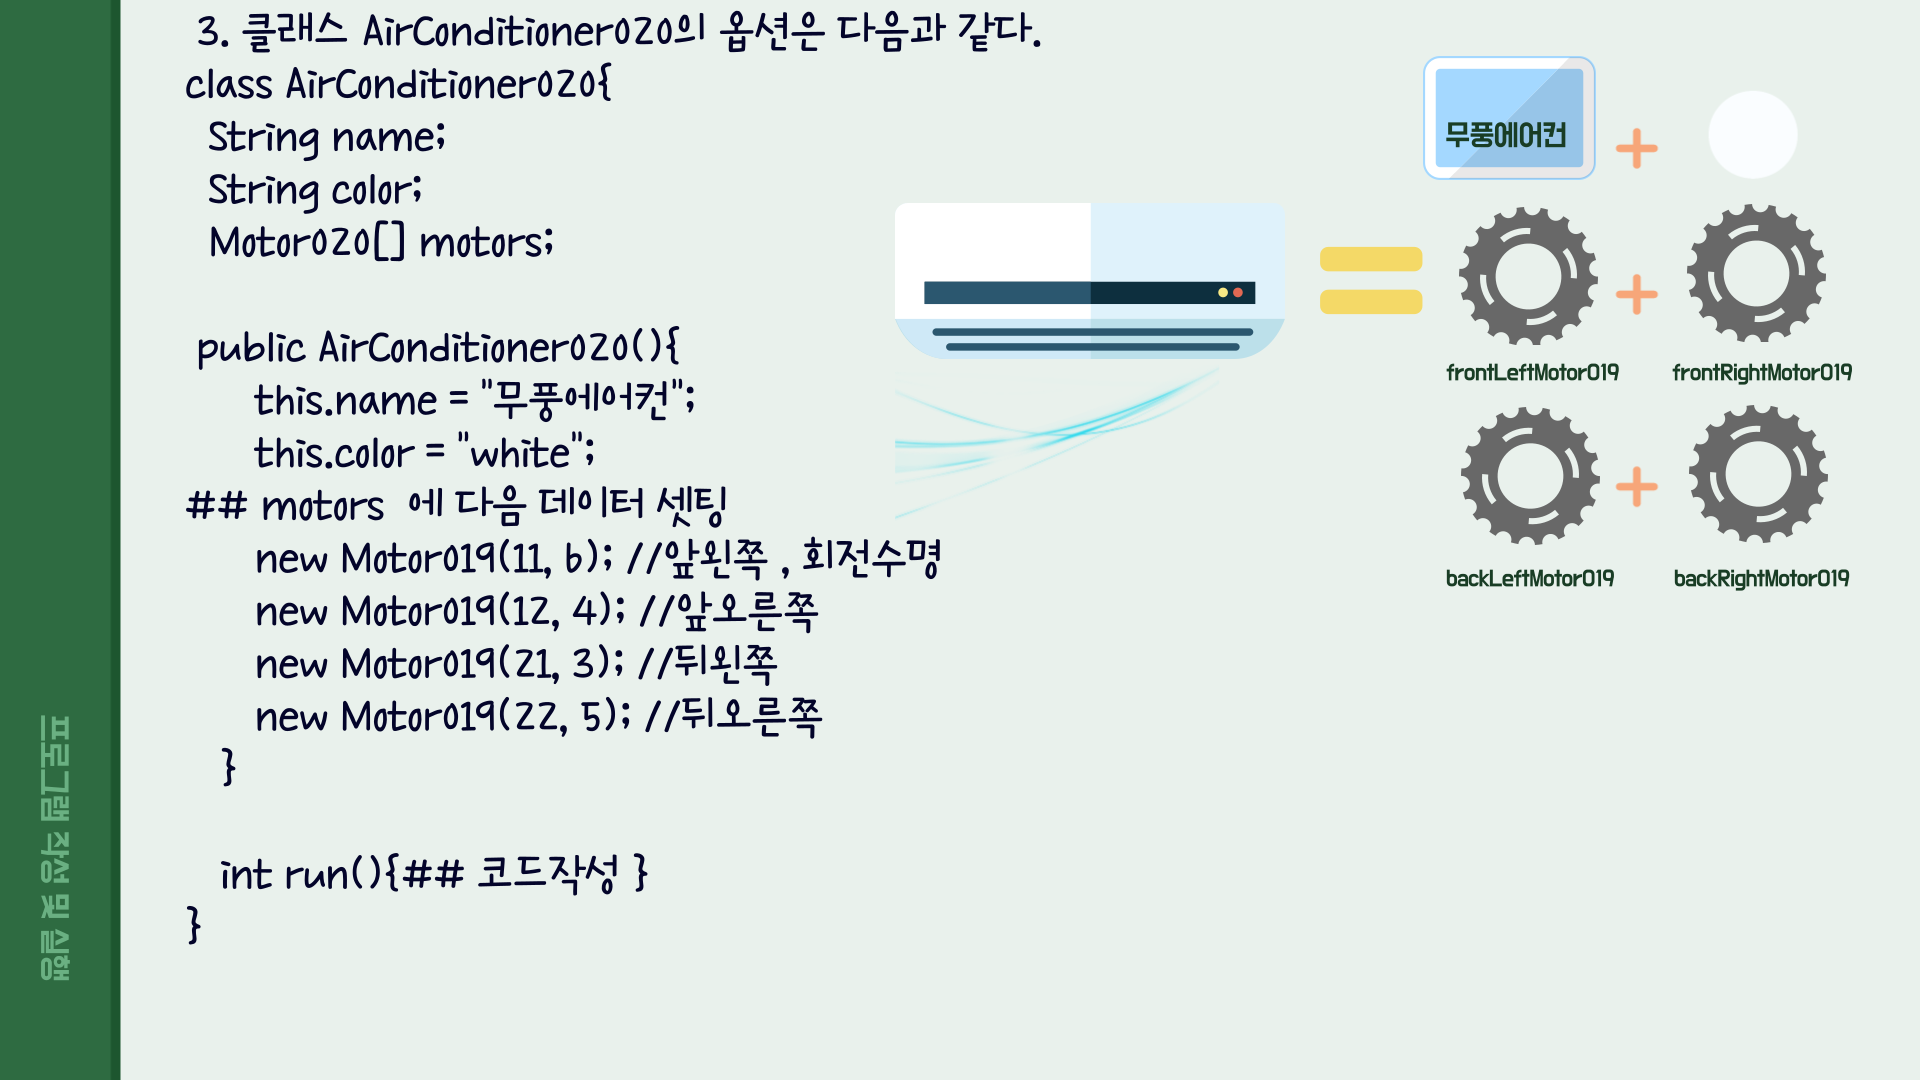 3. 클래스 AirConditioner020의 옵션은 다음과 같다.
class AirConditioner020{
String name;
String color;
Motor020[] motors;
public AirConditioner020(){
this.name = "무풍에어컨";
this.color = "white";
## motors 에 다음 데이터 셋팅
new Motor019(11, 6); //앞왼쪽 , 회전수명
new Motor019(12, 4); //앞오른쪽
new Motor019(21, 3); //뒤왼쪽
new Motor019(22, 5); //뒤오른쪽
}
int run(){## 코드작성 }
}
무풍에어컨
frontLeftMotor019
frontRightMotor019
backLeftMotor019
backRightMotor019
프로그램 작성 및 실행